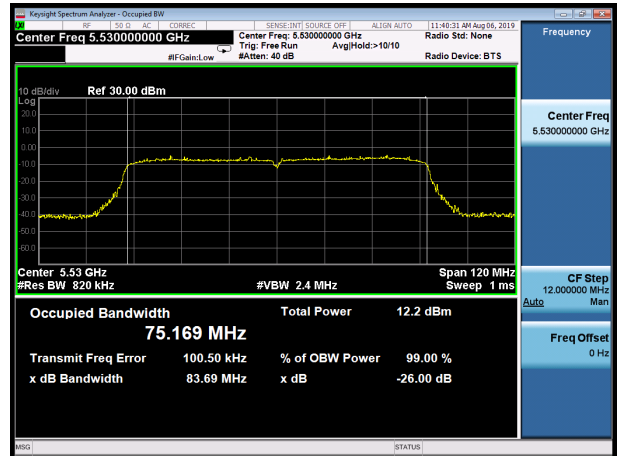 Keysight Spectrum Analyzer - Occupied BW
RF 50 Ω AC CORREC SENSE:INT SOURCE OFF ALIGN AUTO 11:40:31 AM Aug 06, 2019
Center Freq 5.530000000 GHz
Center Freq: 5.530000000 GHz Radio Std: None
Trig: Free Run Avg|Hold:>10/10
#IFGain:Low #Atten: 40 dB Radio Device: BTS
Frequency
10 dB/div Ref 30.00 dBm
Log
20.0
10.0
0.00
-10.0
-20.0
-30.0
-40.0
-50.0
-60.0
Center 5.53 GHz Span 120 MHz
#Res BW 820 kHz #VBW 2.4 MHz Sweep 1 ms
Occupied Bandwidth Total Power 12.2 dBm
75.169 MHz
Transmit Freq Error 100.50 kHz % of OBW Power 99.00 %
x dB Bandwidth 83.69 MHz x dB -26.00 dB
Center Freq
5.530000000 GHz
CF Step
12.000000 MHz
Auto Man
Freq Offset
0 Hz
MSG STATUS